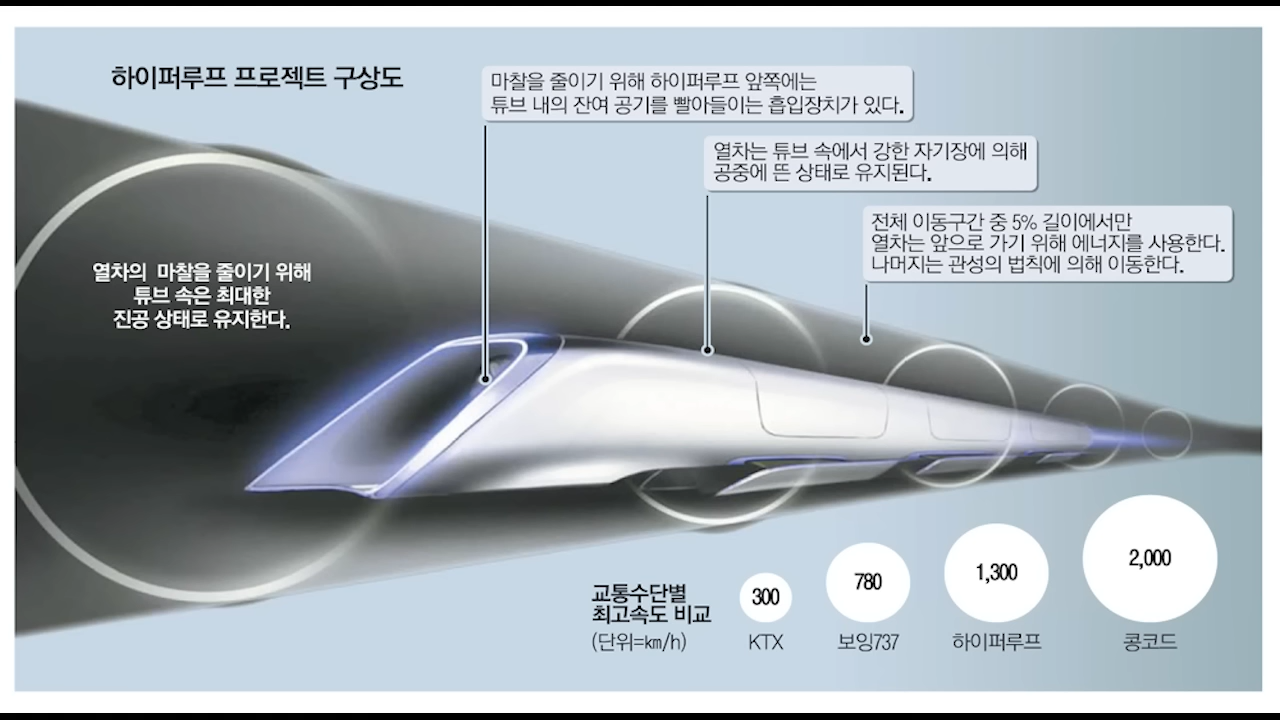 하이퍼루프 프로젝트 구상도
마찰을 줄이기 위해 하이퍼루프 앞쪽에는
튜브 내의 잔여 공기를 빨아들이는 흡입장치가 있다.
열차는 튜브 속에서 강한 자기장에 의해
공중에 뜬 상태로 유지된다.
전체 이동구간 중 5% 길이에서만
열차는 앞으로 가기 위해 에너지를 사용한다.
나머지는 관성의 법칙에 의해 이동한다.
열차의 마찰을 줄이기 위해
튜브 속은 최대한
진공 상태로 유지한다.
교통수단별
최고속도 비교
(단위=㎞/h)
300
KTX
780
보잉737
1,300
하이퍼루프
2,000
콩코드